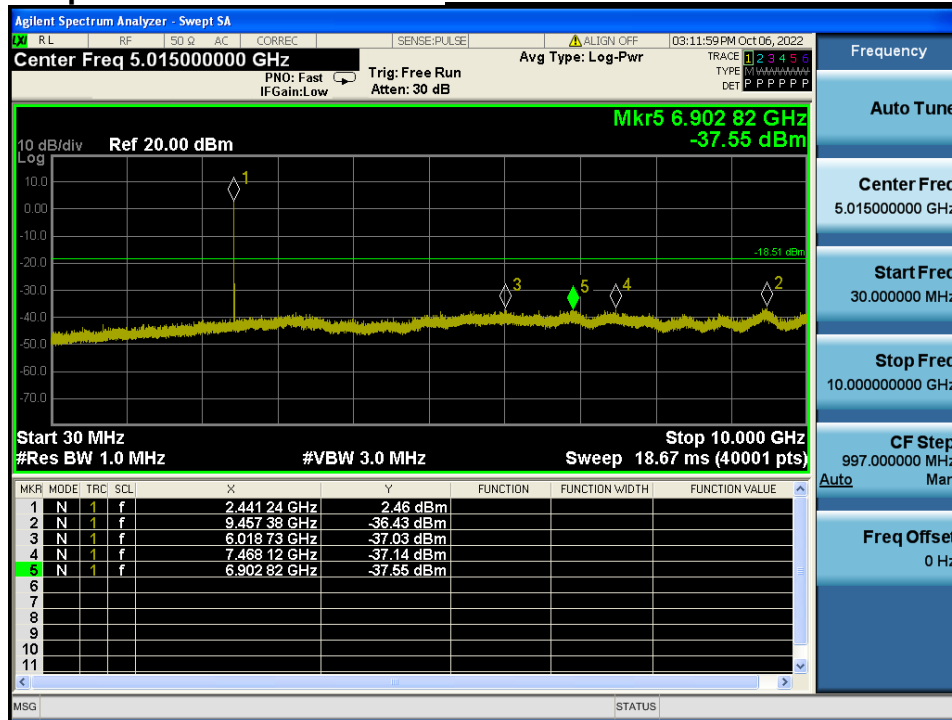 Agilent Spectrum Analyzer - Swept SA
LXI RL RF 50 Ω AC CORREC SENSE:PULSE ALIGN OFF 03:11:59 PM Oct 06, 2022
Center Freq 5.015000000 GHz Avg Type: Log-Pwr TRACE 1 2 3 4 5 6
PNO: Fast Trig: Free Run TYPE M W W W W W
IFGain:Low Atten: 30 dB DET P P P P P P
Mkr5 6.902 82 GHz
10 dB/div Ref 20.00 dBm -37.55 dBm
Log
10.0
0.00
-10.0
-20.0
-30.0
-40.0
-50.0
-60.0
-70.0
1
-18.51 dBm
3
5
4
2
Start 30 MHz Stop 10.000 GHz
#Res BW 1.0 MHz #VBW 3.0 MHz Sweep 18.67 ms (40001 pts)
MKR MODE TRC SCL X Y FUNCTION FUNCTION WIDTH FUNCTION VALUE
1 N 1 f 2.441 24 GHz 2.46 dBm
2 N 1 f 9.457 38 GHz -36.43 dBm
3 N 1 f 6.018 73 GHz -37.03 dBm
4 N 1 f 7.468 12 GHz -37.14 dBm
5 N 1 f 6.902 82 GHz -37.55 dBm
6
7
8
9
10
11
MSG STATUS
Frequency
Auto Tune
Center Freq
5.015000000 GHz
Start Freq
30.000000 MHz
Stop Freq
10.000000000 GHz
CF Step
997.000000 MHz
Auto Man
Freq Offset
0 Hz